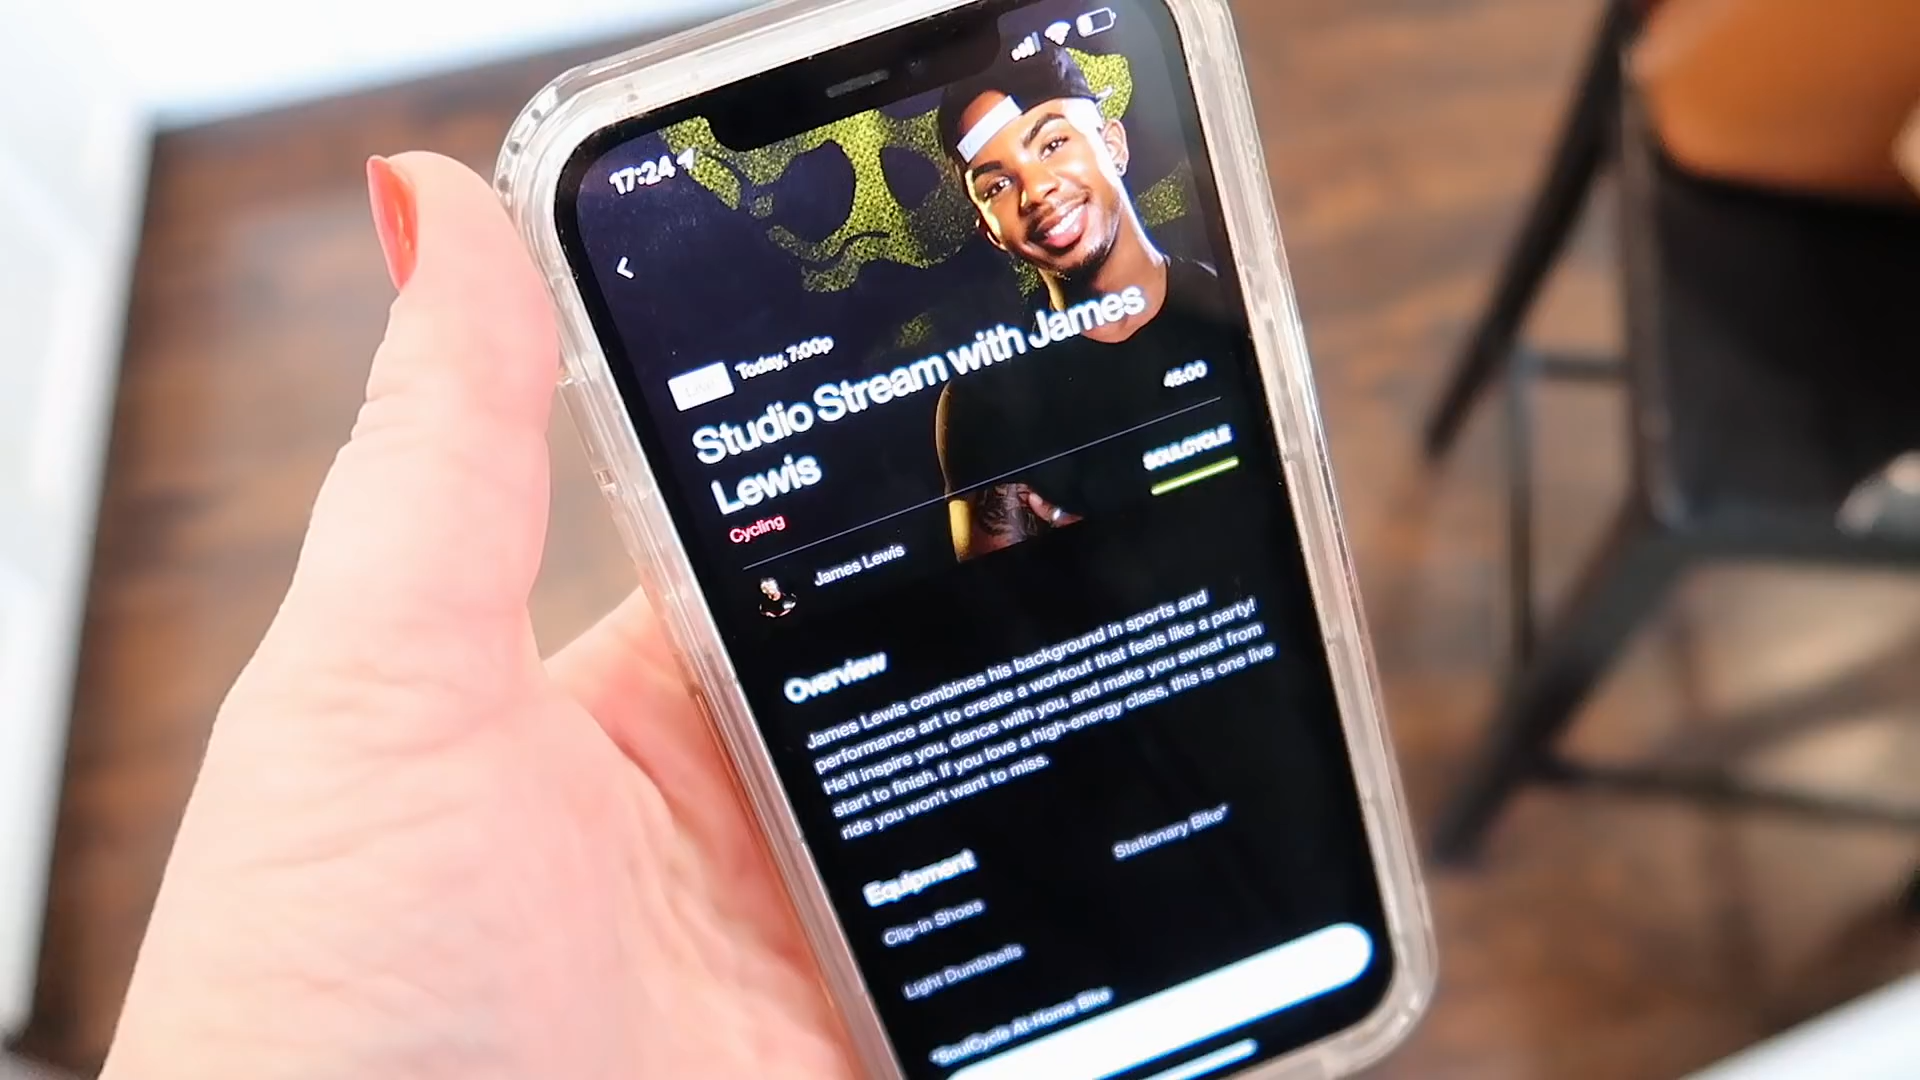 17:24
Live
Today, 7:00p
Studio Stream with James
Lewis
45:00
Cycling
SOULCYCLE
James Lewis
Overview
James Lewis combines his background in sports and
performance art to create a workout that feels like a party!
He'll inspire you, dance with you, and make you sweat from
start to finish. If you love a high-energy class, this is one live
ride you won't want to miss.
Equipment
Stationary Bike*
Clip-in Shoes
Light Dumbbells
*SoulCycle At-Home Bike